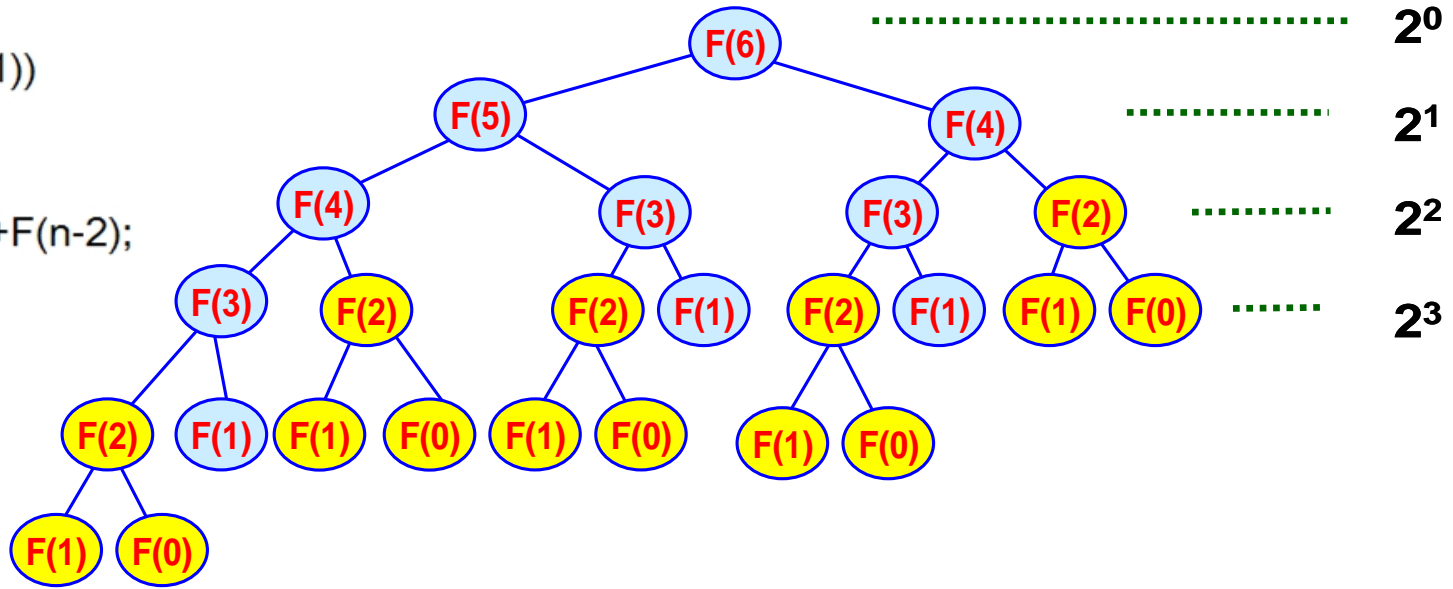 F(6) 2⁰
1))
F(5) F(4) 2¹
F(4) F(3) F(3) F(2) 2²
+F(n-2);
F(3) F(2) F(2) F(1) F(2) F(1) F(1) F(0) 2³
F(2) F(1) F(1) F(0) F(1) F(0) F(1) F(0)
F(1) F(0)